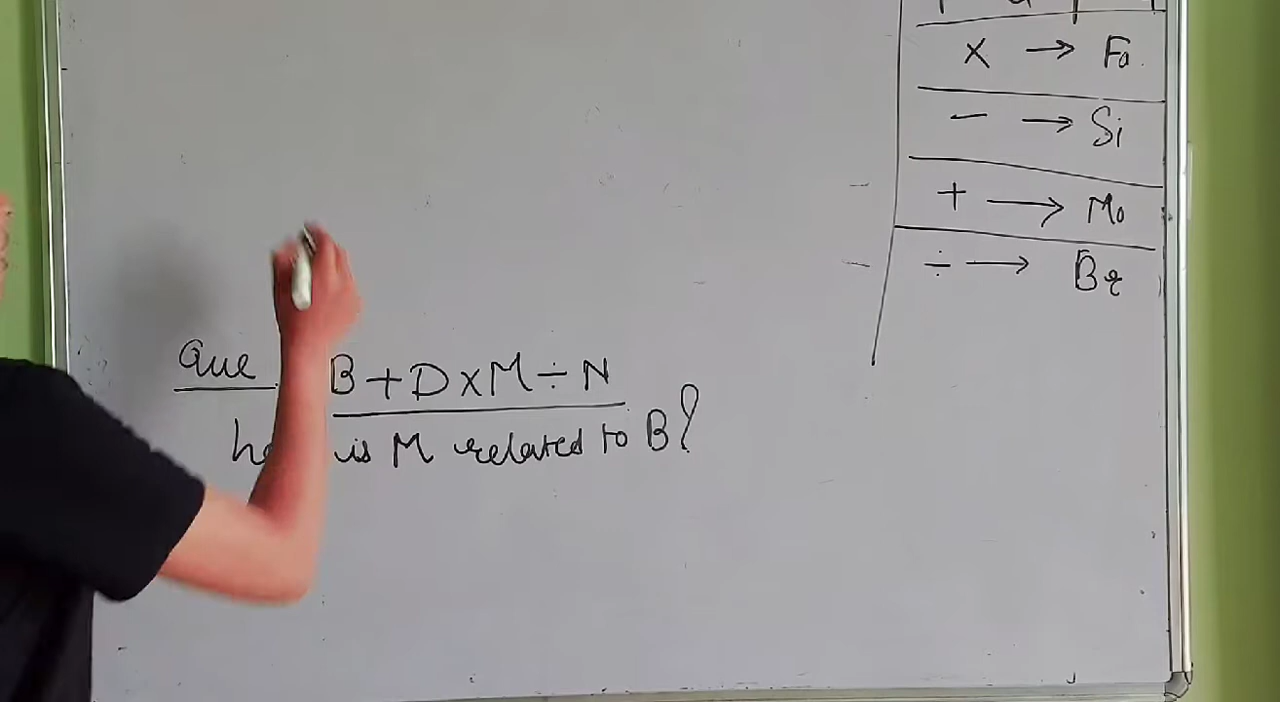 × → Fa
- → Si
+ → Mo
÷ → Br
Que B+D×M÷N
is M related to B?